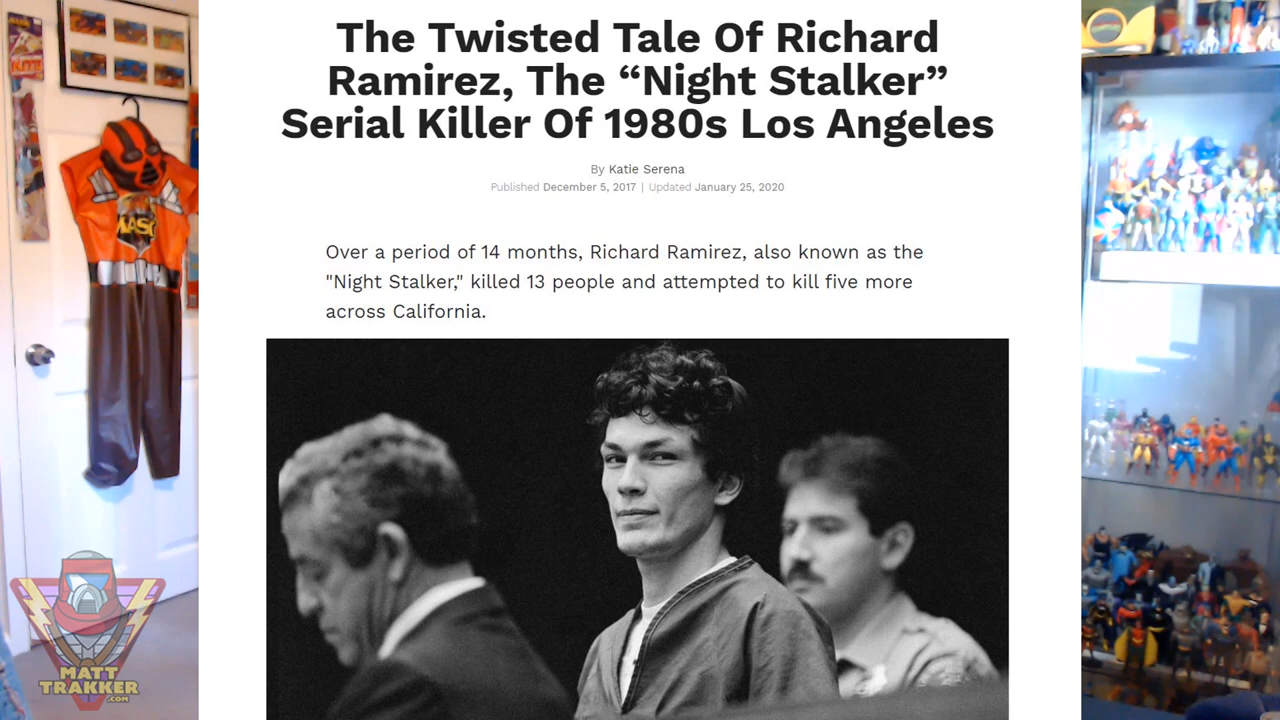 The Twisted Tale Of Richard
Ramirez, The “Night Stalker”
Serial Killer Of 1980s Los Angeles
By Katie Serena
Published December 5, 2017 | Updated January 25, 2020
Over a period of 14 months, Richard Ramirez, also known as the
"Night Stalker," killed 13 people and attempted to kill five more
across California.
MASK
MATT
TRAKKER
.COM